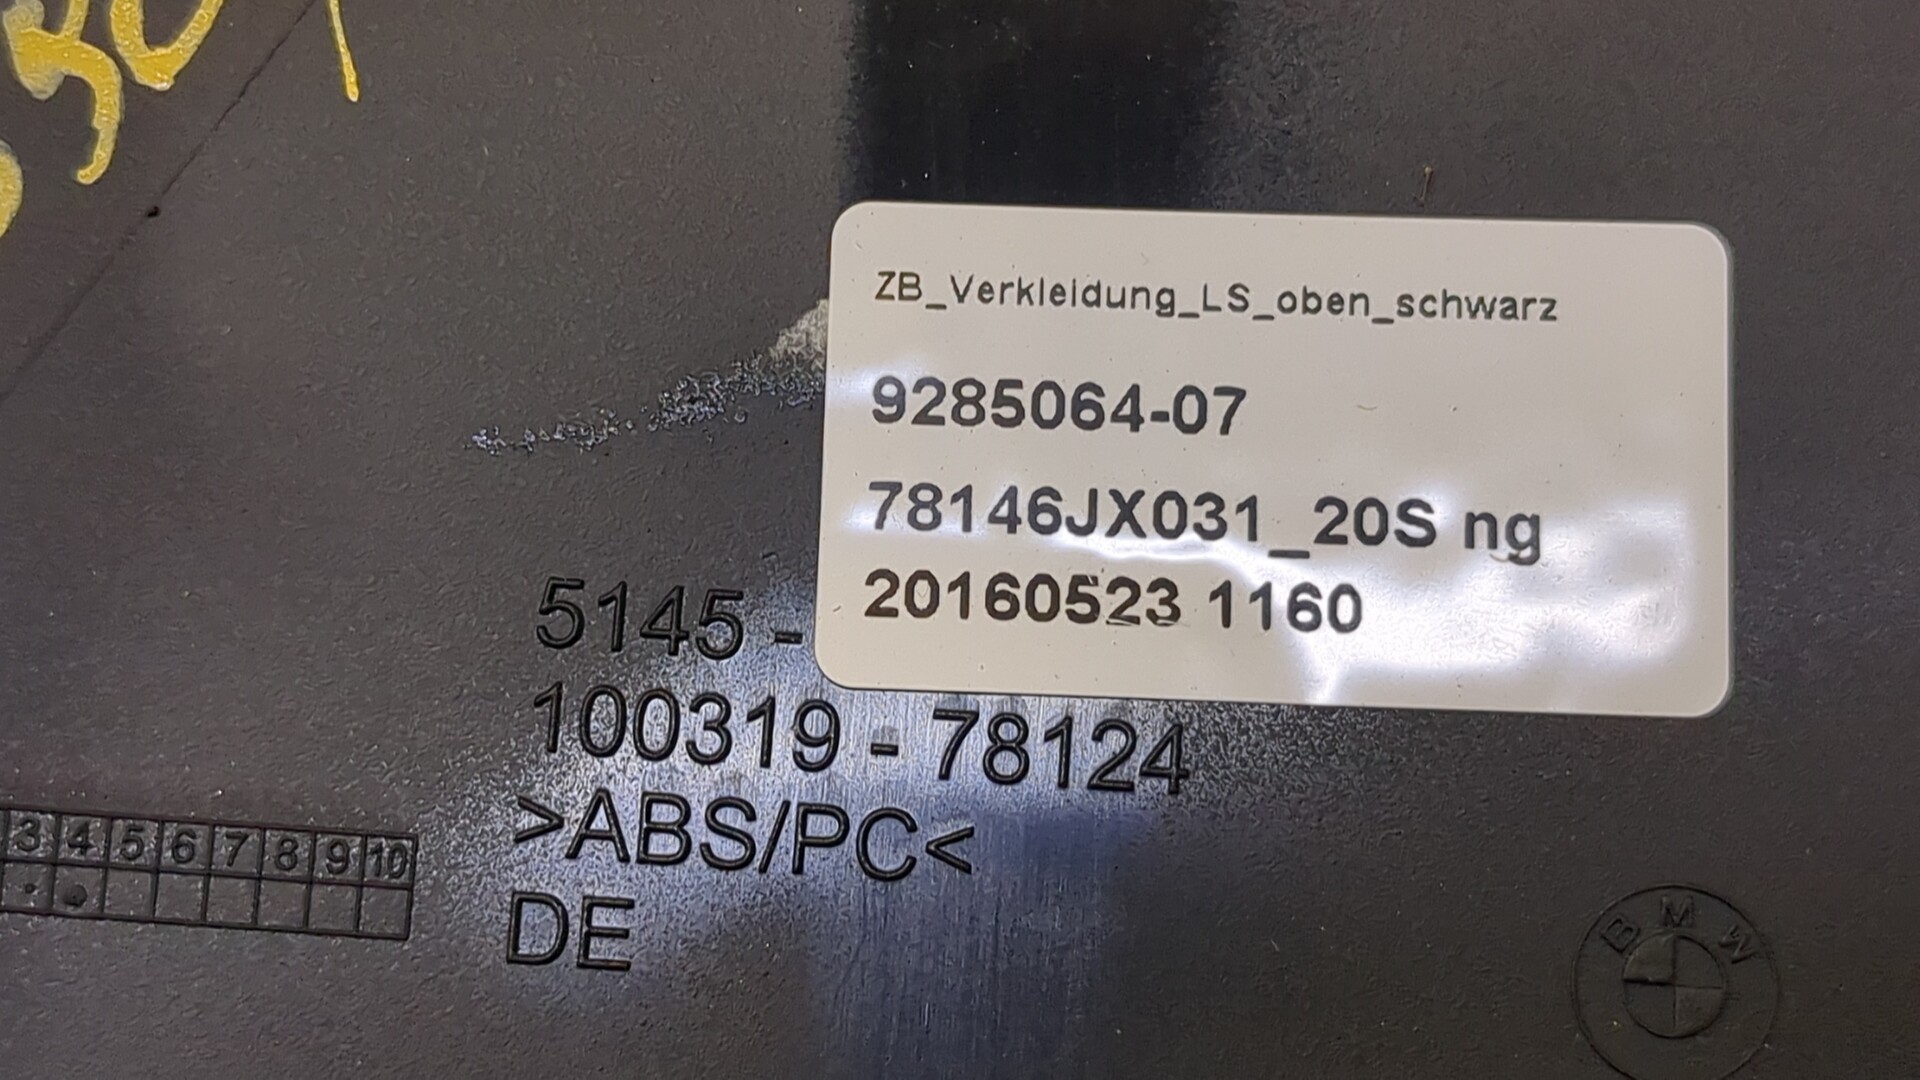 ZB_Verkleidung_LS_oben_schwarz
9285064-07
78146JX031_20S ng
20160523 1160
5145 -
100319 - 78124
>ABS/PC<
DE
3 4 5 6 7 8 9 10
BMW